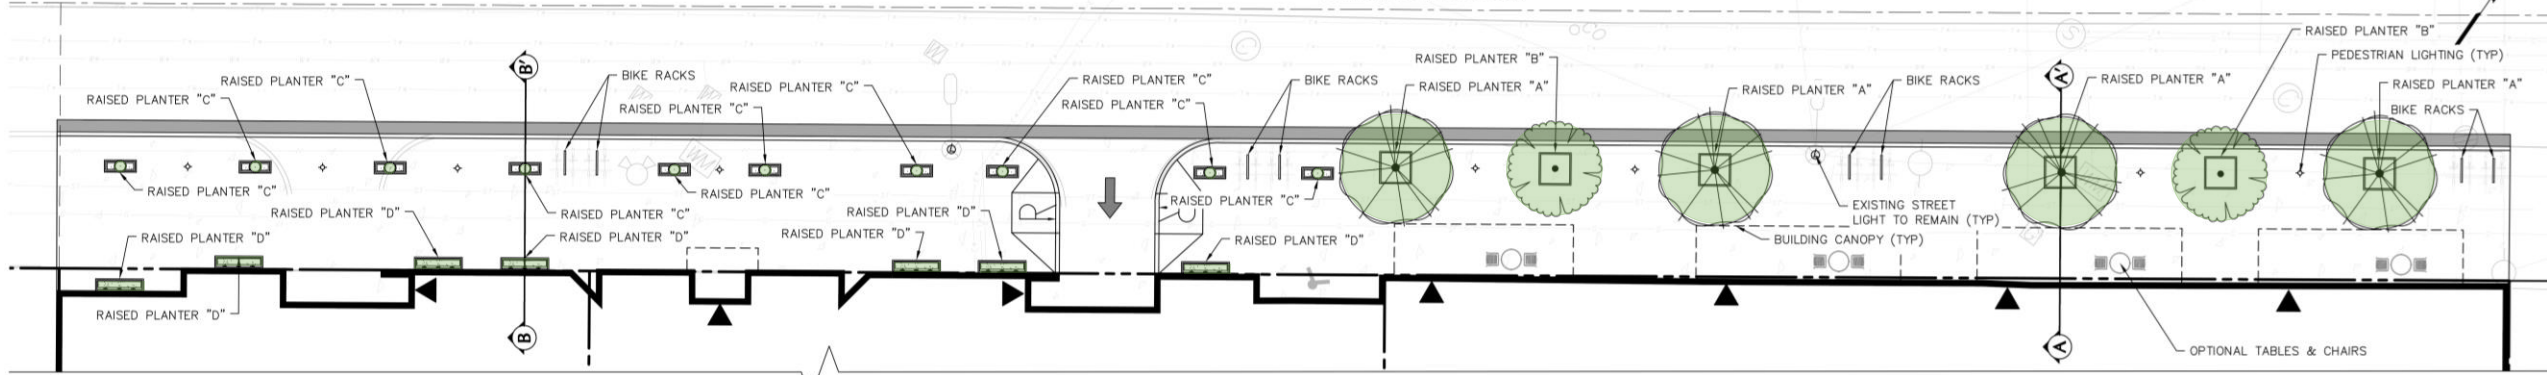 RAISED PLANTER "B"
PEDESTRIAN LIGHTING (TYP)
RAISED PLANTER "B"
B'
BIKE RACKS
RAISED PLANTER "C"
RAISED PLANTER "C"
RAISED PLANTER "C"
BIKE RACKS
RAISED PLANTER "A"
A'
RAISED PLANTER "A"
RAISED PLANTER "A"
BIKE RACKS
RAISED PLANTER "A"
RAISED PLANTER "C"
RAISED PLANTER "C"
RAISED PLANTER "C"
BIKE RACKS
RAISED PLANTER "C"
RAISED PLANTER "C"
RAISED PLANTER "C"
RAISED PLANTER "D"
RAISED PLANTER "C"
RAISED PLANTER "D"
EXISTING STREET
LIGHT TO REMAIN (TYP)
RAISED PLANTER "D"
RAISED PLANTER "D"
RAISED PLANTER "D"
RAISED PLANTER "D"
BUILDING CANOPY (TYP)
RAISED PLANTER "D"
B
A
OPTIONAL TABLES & CHAIRS